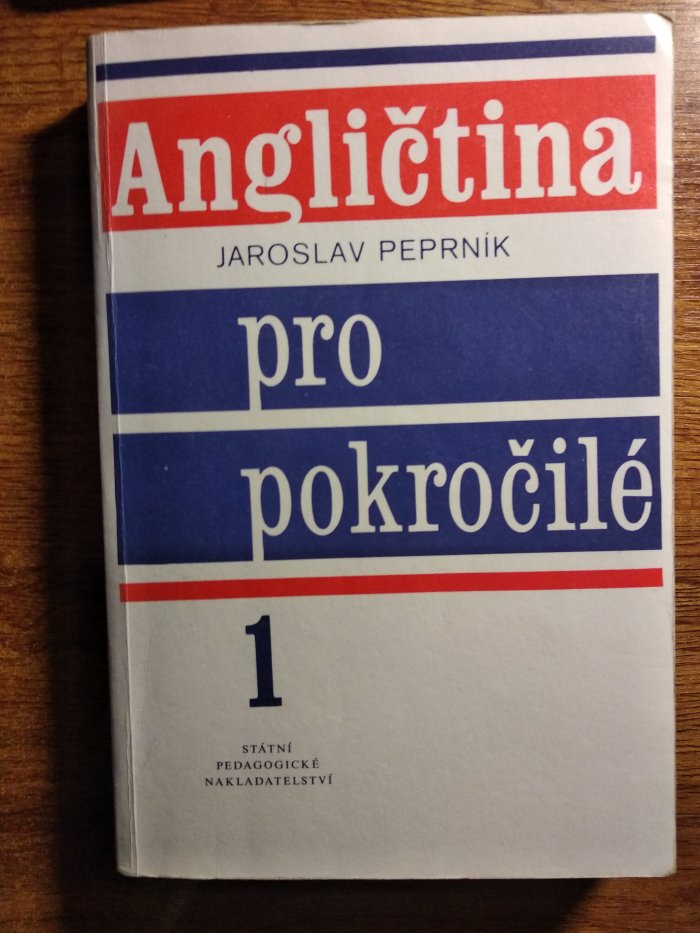 Angličtina
JAROSLAV PEPRNÍK
pro
pokročilé
1
STÁTNÍ
PEDAGOGICKÉ
NAKLADATELSTVÍ